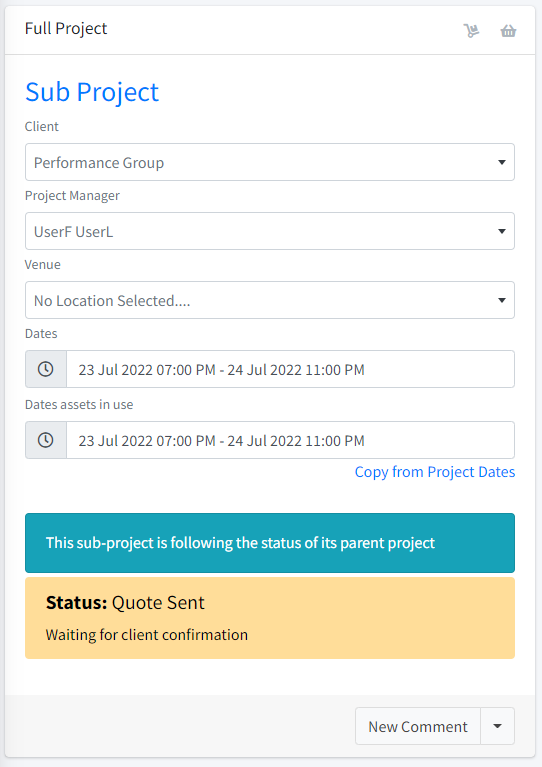 Full Project
Sub Project
Client
Performance Group
Project Manager
UserF UserL
Venue
No Location Selected....
Dates
23 Jul 2022 07:00 PM - 24 Jul 2022 11:00 PM
Dates assets in use
23 Jul 2022 07:00 PM - 24 Jul 2022 11:00 PM
Copy from Project Dates
This sub-project is following the status of its parent project
Status: Quote Sent
Waiting for client confirmation
New Comment